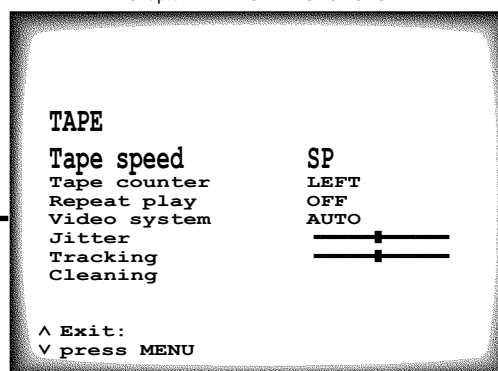 TAPE
Tape speed SP
Tape counter LEFT
Repeat play OFF
Video system AUTO
Jitter
Tracking
Cleaning
^ Exit:
v press MENU